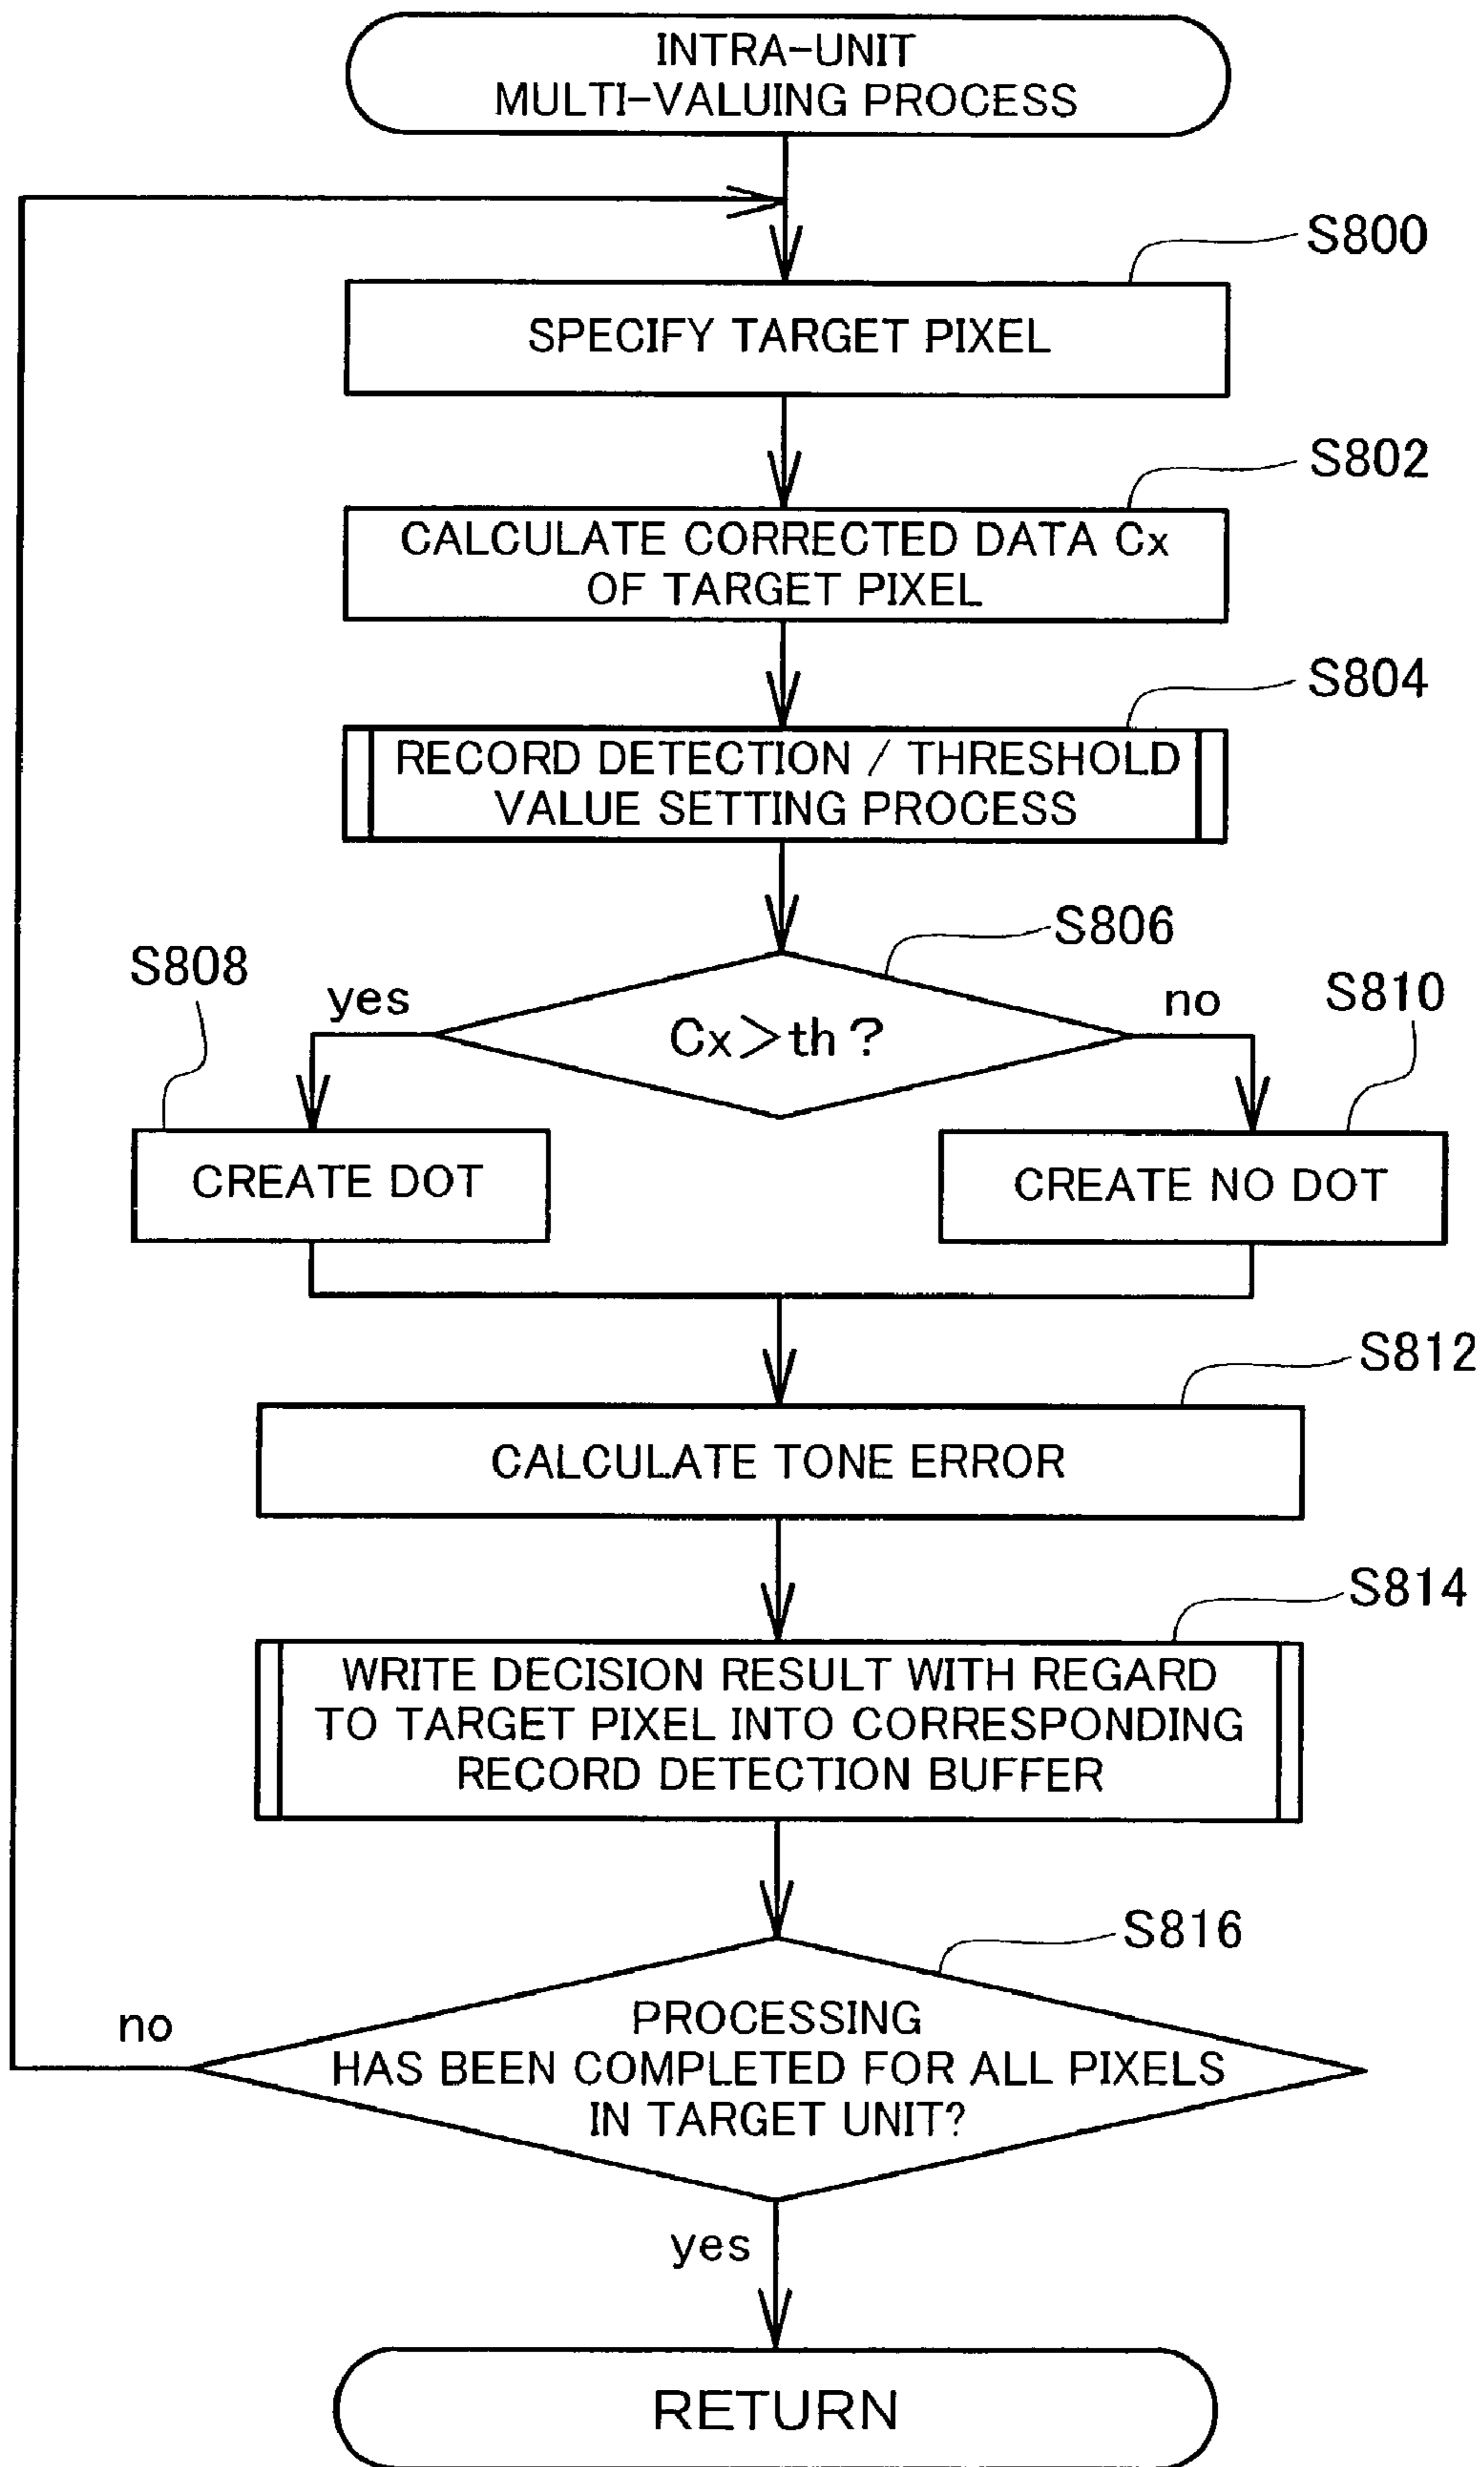 INTRA-UNIT
MULTI-VALUING PROCESS
S800
SPECIFY TARGET PIXEL
S802
CALCULATE CORRECTED DATA Cx
OF TARGET PIXEL
S804
RECORD DETECTION / THRESHOLD
VALUE SETTING PROCESS
S806
S808
yes
no
S810
Cx>th?
CREATE DOT
CREATE NO DOT
S812
CALCULATE TONE ERROR
S814
WRITE DECISION RESULT WITH REGARD
TO TARGET PIXEL INTO CORRESPONDING
RECORD DETECTION BUFFER
S816
no
PROCESSING
HAS BEEN COMPLETED FOR ALL PIXELS
IN TARGET UNIT?
yes
RETURN